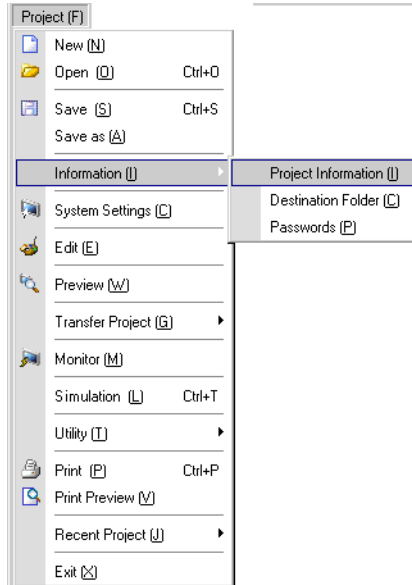 Project (F)
New (N)
Open (O) Ctrl+O
Save (S) Ctrl+S
Save as (A)
Information (I)
Project Information (I)
Destination Folder (C)
Passwords (P)
System Settings (C)
Edit (E)
Preview (W)
Transfer Project (G)
Monitor (M)
Simulation (L) Ctrl+T
Utility (T)
Print (P) Ctrl+P
Print Preview (V)
Recent Project (J)
Exit (X)